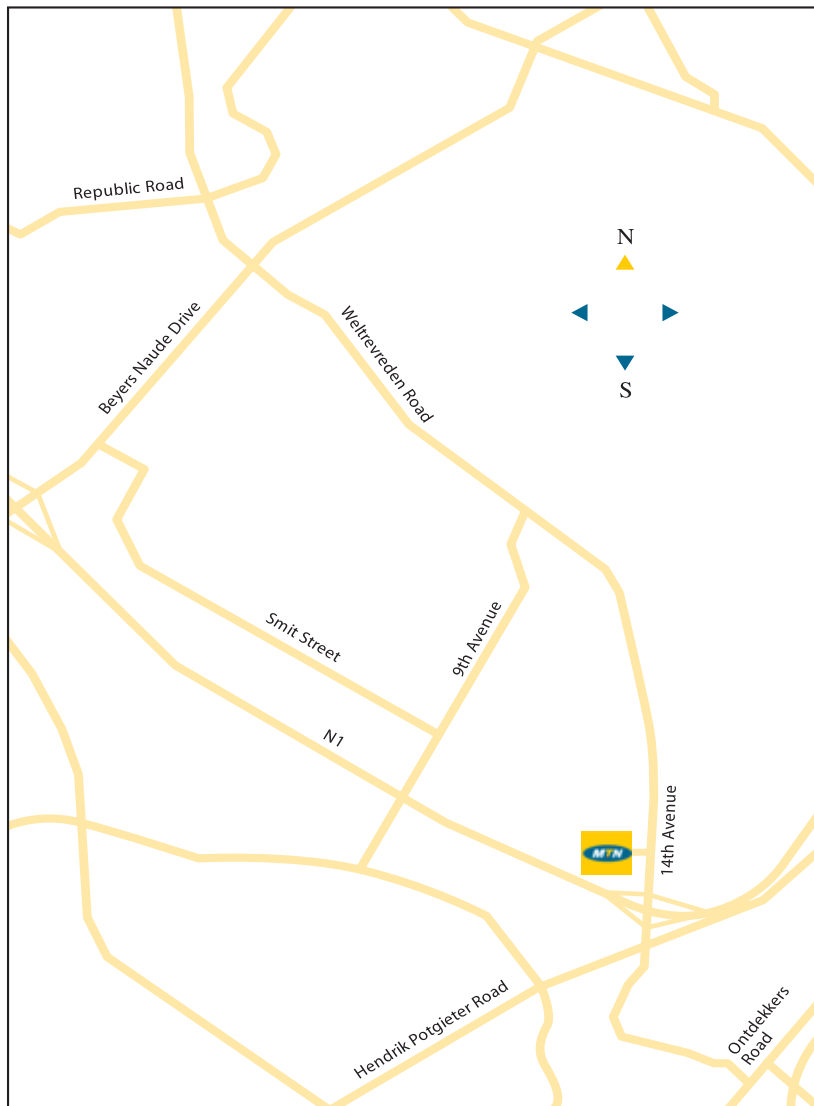 Republic Road
N
S
Beyers Naude Drive
Weltrevreden Road
Smit Street
9th Avenue
N1
14th Avenue
MTN
Hendrik Potgieter Road
Ontdekkers
Road